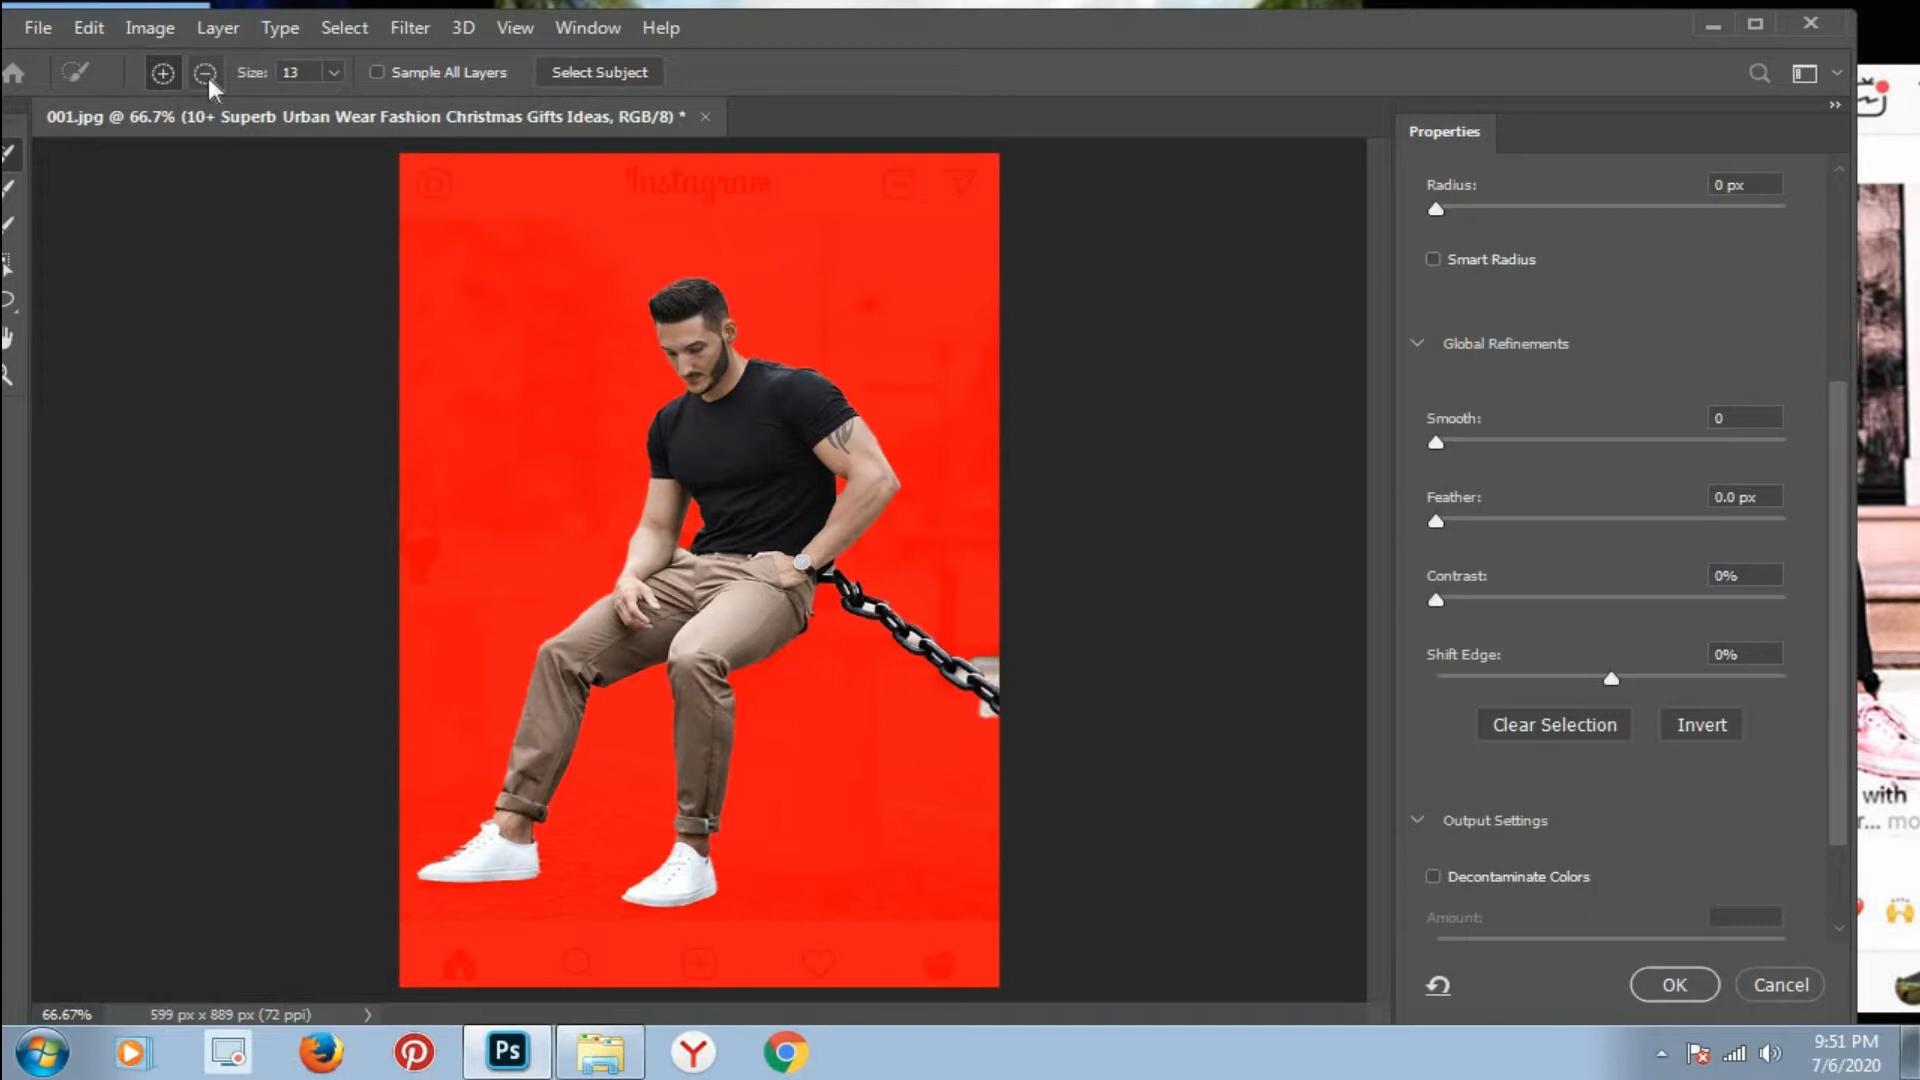 File Edit Image Layer Type Select Filter 3D View Window Help
Size: 13 Sample All Layers Select Subject
001.jpg @ 66.7% (10+ Superb Urban Wear Fashion Christmas Gifts Ideas, RGB/8) *
Properties
Instagram
Radius: 0 px
Smart Radius
Global Refinements
Smooth: 0
Feather: 0.0 px
Contrast: 0%
Shift Edge: 0%
Clear Selection Invert
with
mo
Output Settings
Decontaminate Colors
Amount:
OK Cancel
66.67% 599 px x 889 px (72 ppi)
Ps
9:51 PM
7/6/2020